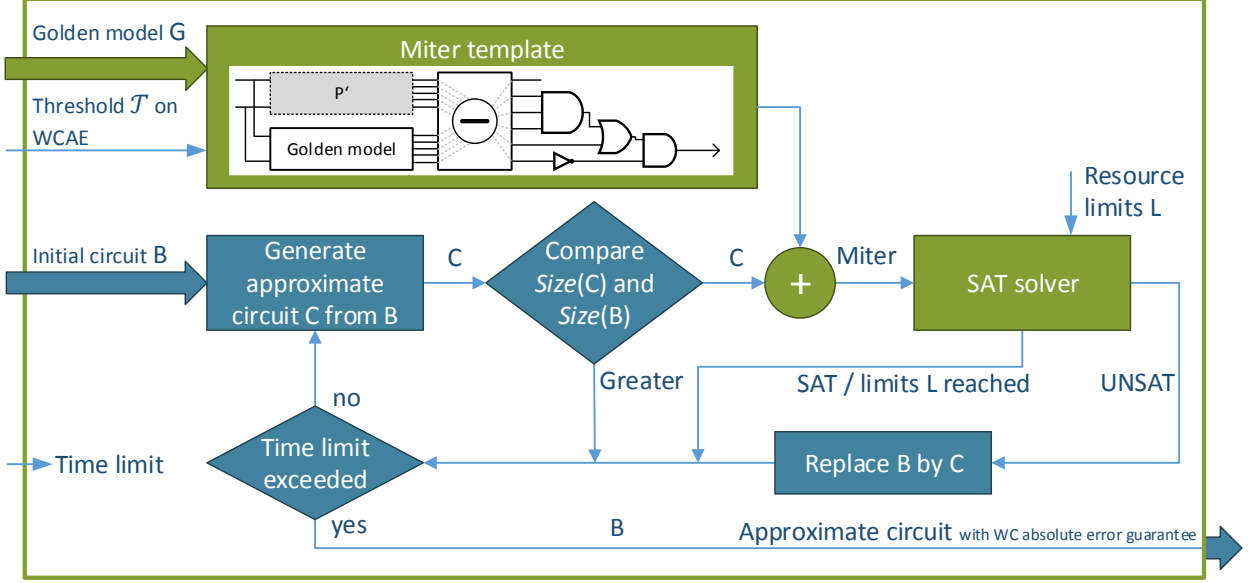 Golden model G
Miter template
P‘
Golden model
Threshold 𝒯 on
WCAE
Resource
limits L
Initial circuit B
Generate
approximate
circuit C from B
C
Compare
Size(C) and
Size(B)
C
+
Miter
SAT solver
Greater
SAT / limits L reached
UNSAT
no
Time limit
Time limit
exceeded
Replace B by C
yes
B
Approximate circuit with WC absolute error guarantee